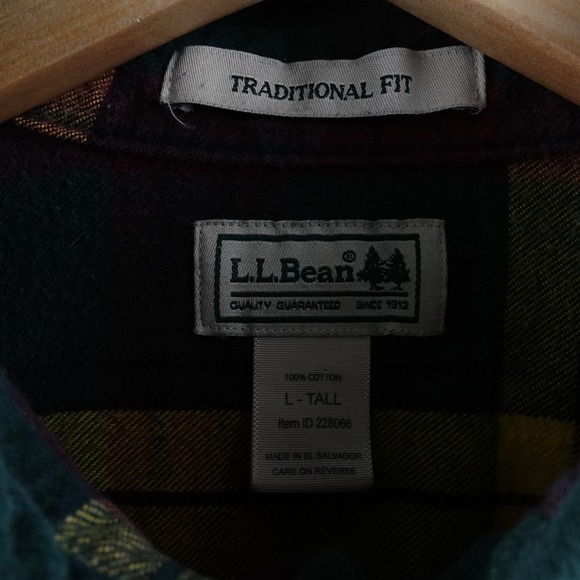 TRADITIONAL FIT
L.L.Bean®
QUALITY GUARANTEED SINCE 1912
100% COTTON
L - TALL
Item ID 228086
MADE IN EL SALVADOR
CARE ON REVERSE